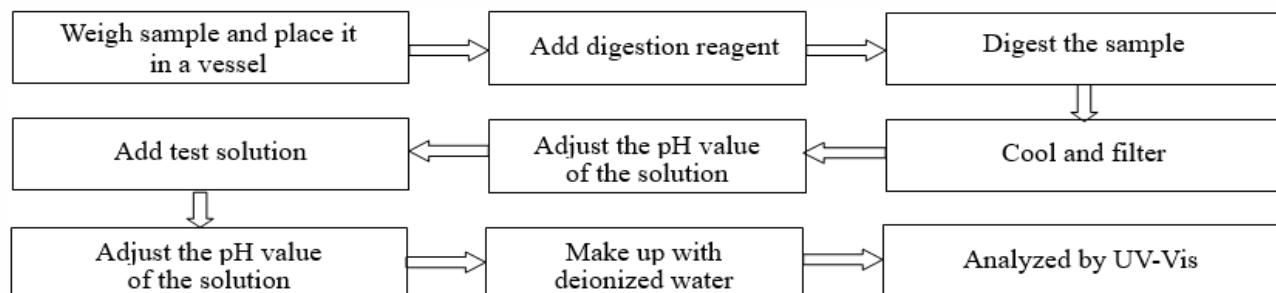 Weigh sample and place it
in a vessel
Add digestion reagent
Digest the sample
Cool and filter
Adjust the pH value
of the solution
Add test solution
Adjust the pH value
of the solution
Make up with
deionized water
Analyzed by UV-Vis